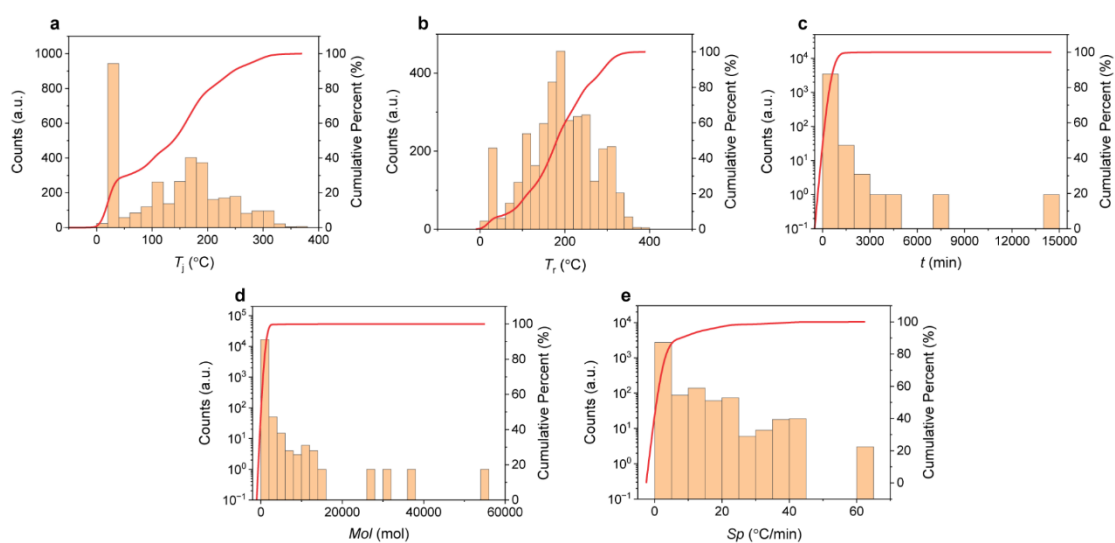 a
1000
800
600
400
200
0
Counts (a.u.)
100
80
60
40
20
0
Cumulative Percent (%)
0 100 200 300 400
Tj (°C)
b
400
200
0
Counts (a.u.)
100
80
60
40
20
0
Cumulative Percent (%)
0 200 400
Tr (°C)
c
10⁴
10³
10²
10¹
10⁰
10⁻¹
Counts (a.u.)
100
80
60
40
20
0
Cumulative Percent (%)
0 3000 6000 9000 12000 15000
t (min)
d
10⁵
10⁴
10³
10²
10¹
10⁰
10⁻¹
Counts (a.u.)
100
80
60
40
20
0
Cumulative Percent (%)
0 20000 40000 60000
Mol (mol)
e
10⁴
10³
10²
10¹
10⁰
10⁻¹
Counts (a.u.)
100
80
60
40
20
0
Cumulative Percent (%)
0 20 40 60
Sp (°C/min)